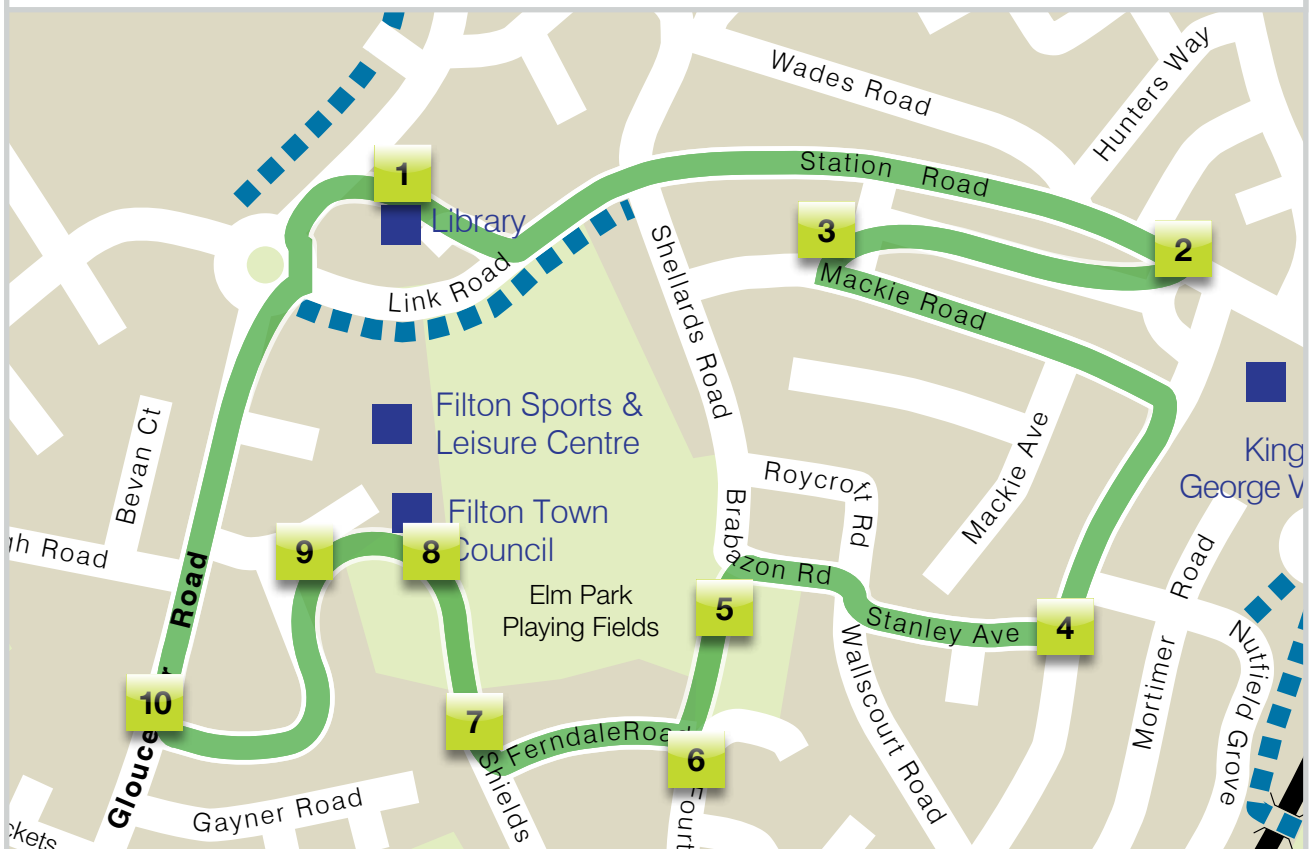 Wades Road
Hunters Way
1
Station Road
Library
3
2
Shellards Road
Link Road
Mackie Road
Filton Sports &
Leisure Centre
Bevan Ct
Mackie Ave
King
George V
Roycroft Rd
Filton Town
Council
gh Road
9
8
Brabazon Rd
Elm Park
Playing Fields
5
Road
Stanley Ave
4
Road
Mortimer
Nutfield Grove
Wallscourt Road
10
7
Ferndale Road
6
Shields
Glouce
Gayner Road
ckets